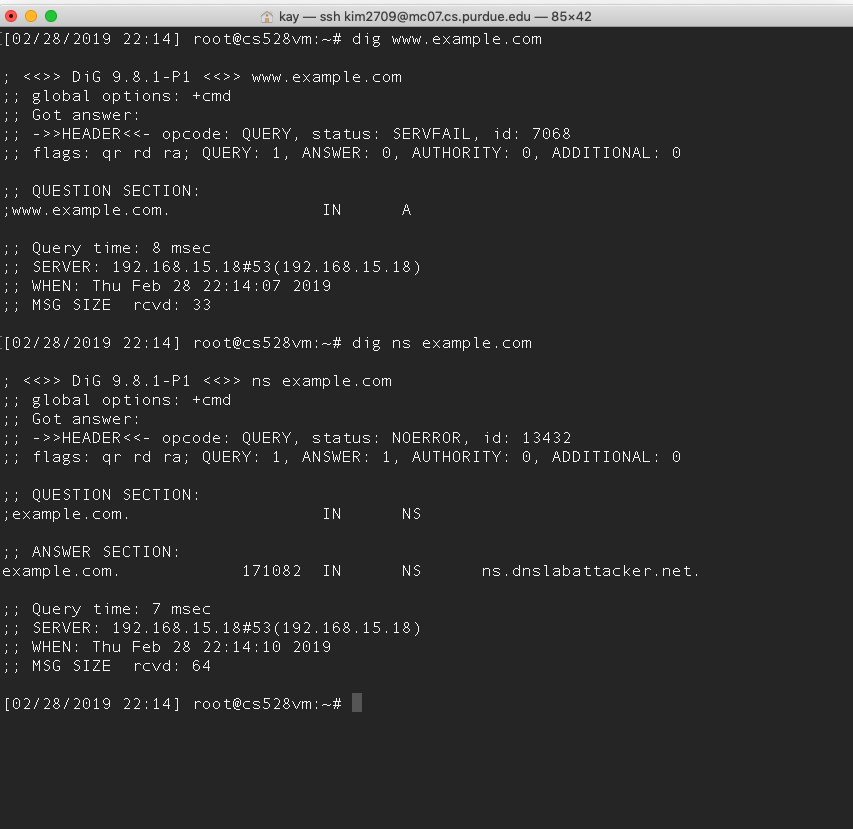 kay — ssh kim2709@mc07.cs.purdue.edu — 85×42
[[02/28/2019 22:14] root@cs528vm:~# dig www.example.com
; <<>> DiG 9.8.1-P1 <<>> www.example.com
;; global options: +cmd
;; Got answer:
;; ->>HEADER<<- opcode: QUERY, status: SERVFAIL, id: 7068
;; flags: qr rd ra; QUERY: 1, ANSWER: 0, AUTHORITY: 0, ADDITIONAL: 0
;; QUESTION SECTION:
;www.example.com. IN A
;; Query time: 8 msec
;; SERVER: 192.168.15.18#53(192.168.15.18)
;; WHEN: Thu Feb 28 22:14:07 2019
;; MSG SIZE rcvd: 33
[[02/28/2019 22:14] root@cs528vm:~# dig ns example.com
; <<>> DiG 9.8.1-P1 <<>> ns example.com
;; global options: +cmd
;; Got answer:
;; ->>HEADER<<- opcode: QUERY, status: NOERROR, id: 13432
;; flags: qr rd ra; QUERY: 1, ANSWER: 1, AUTHORITY: 0, ADDITIONAL: 0
;; QUESTION SECTION:
;example.com. IN NS
;; ANSWER SECTION:
example.com. 171082 IN NS ns.dnslabattacker.net.
;; Query time: 7 msec
;; SERVER: 192.168.15.18#53(192.168.15.18)
;; WHEN: Thu Feb 28 22:14:10 2019
;; MSG SIZE rcvd: 64
[02/28/2019 22:14] root@cs528vm:~#